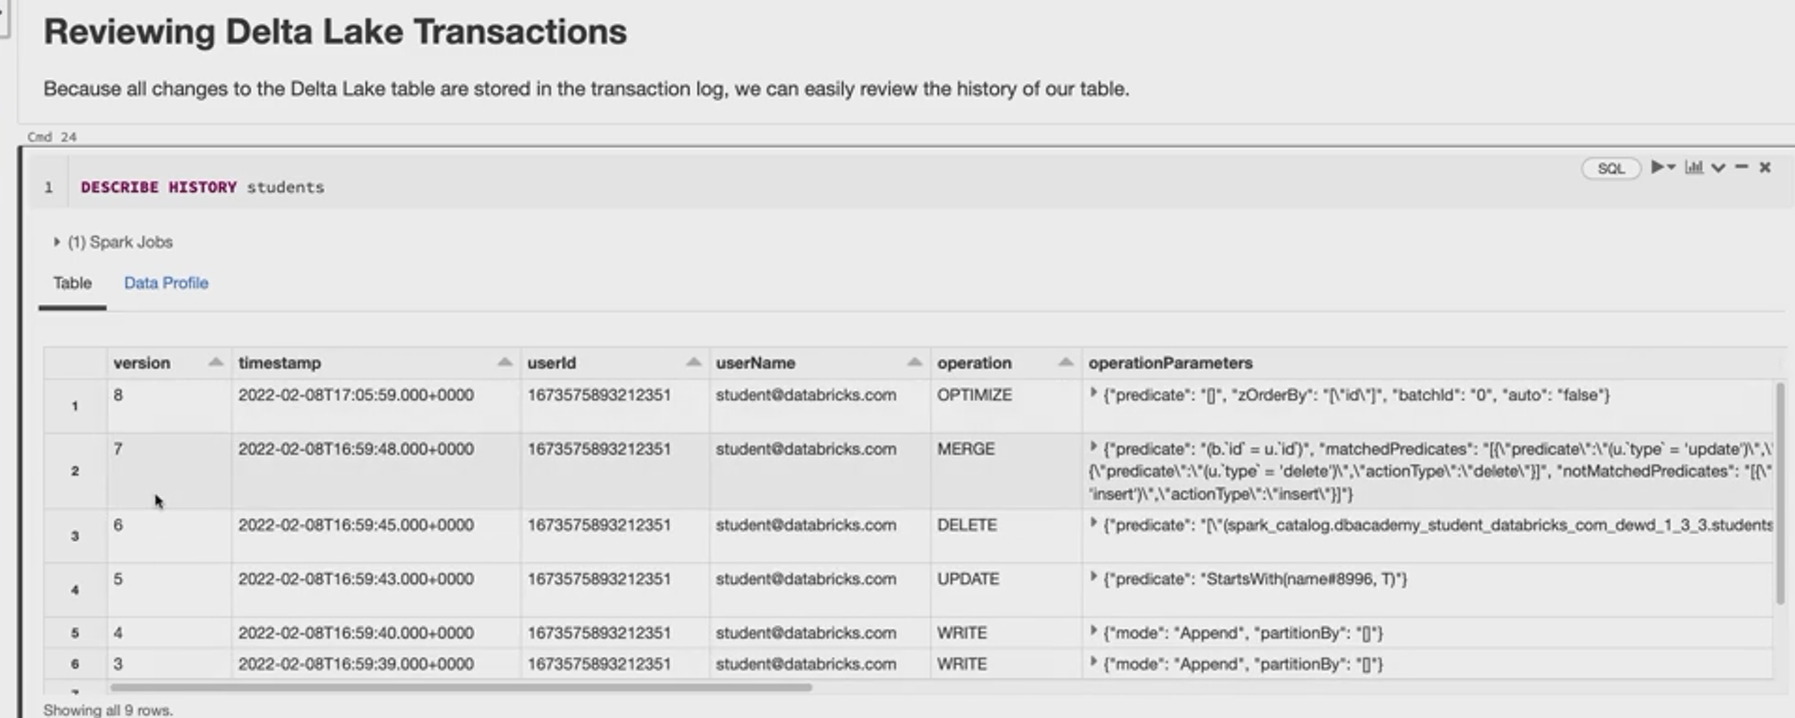 Reviewing Delta Lake Transactions
Because all changes to the Delta Lake table are stored in the transaction log, we can easily review the history of our table.
Cmd 24
SQL
1 DESCRIBE HISTORY students
(1) Spark Jobs
Table Data Profile
version timestamp userId userName operation operationParameters
1 8 2022-02-08T17:05:59.000+0000 1673575893212351 student@databricks.com OPTIMIZE {"predicate": "[]", "zOrderBy": "[\"id\"]", "batchId": "0", "auto": "false"}
2 7 2022-02-08T16:59:48.000+0000 1673575893212351 student@databricks.com MERGE {"predicate": "(b.`id` = u.`id`)", "matchedPredicates": "[{\"predicate\":\"(u.`type` = 'update')\",\"
{\"predicate\":\"(u.`type` = 'delete')\",\"actionType\":\"delete\"}]", "notMatchedPredicates": "[{\"
'insert')\",\"actionType\":\"insert\"}]"}
3 6 2022-02-08T16:59:45.000+0000 1673575893212351 student@databricks.com DELETE {"predicate": "[\"(spark_catalog.dbacademy_student_databricks_com_dewd_1_3_3.students
4 5 2022-02-08T16:59:43.000+0000 1673575893212351 student@databricks.com UPDATE {"predicate": "StartsWith(name#8996, T)"}
5 4 2022-02-08T16:59:40.000+0000 1673575893212351 student@databricks.com WRITE {"mode": "Append", "partitionBy": "[]"}
6 3 2022-02-08T16:59:39.000+0000 1673575893212351 student@databricks.com WRITE {"mode": "Append", "partitionBy": "[]"}
Showing all 9 rows.